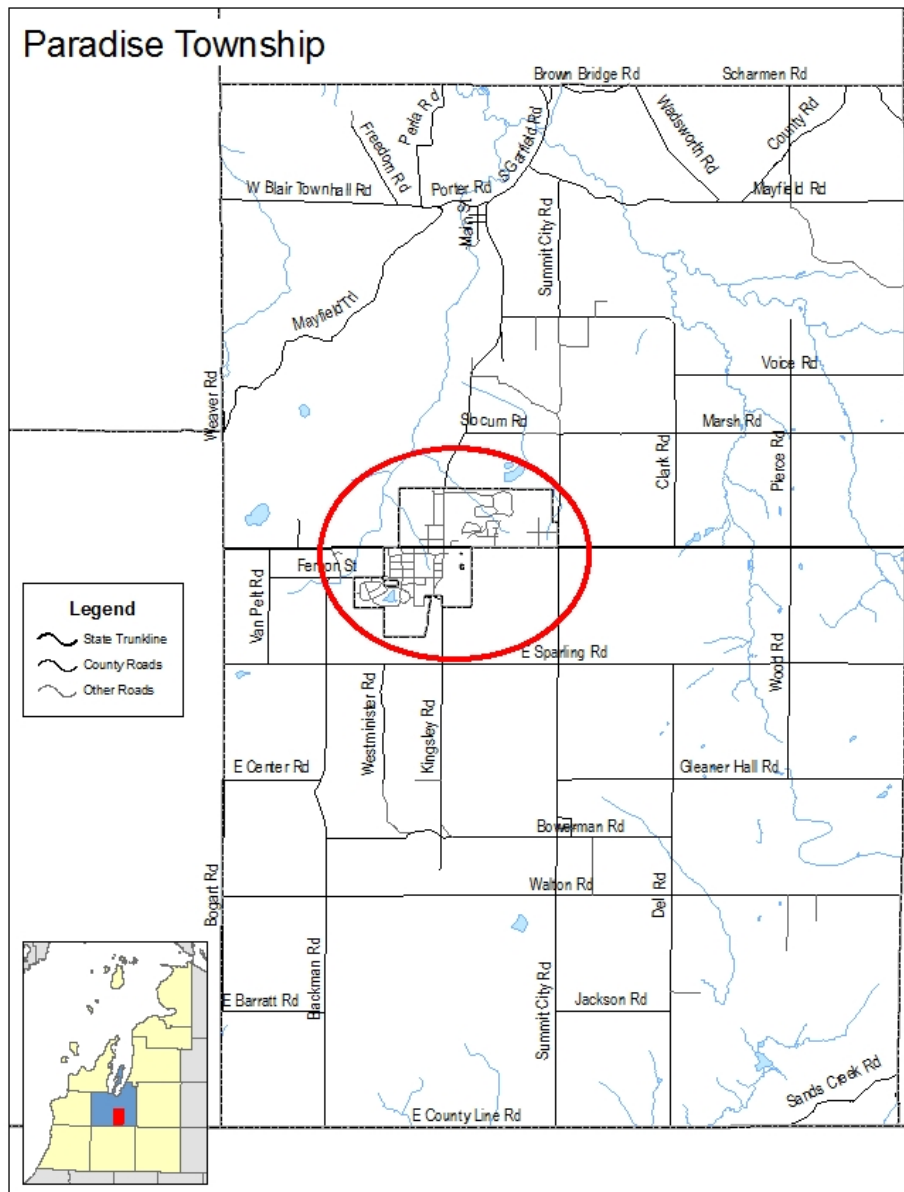 Paradise Township
Brown Bridge Rd
Scharmen Rd
Perla Rd
Freedom Rd
S Garfield Rd
Wadsworth Rd
County Rd
W Blair Townhall Rd
Porter Rd
Mayfield Rd
Main St
Summit City Rd
Mayfield Trl
Voice Rd
Weaver Rd
Slocum Rd
Marsh Rd
Clark Rd
Pierce Rd
Fenton St
Van Pelt Rd
Legend
State Trunkline
County Roads
Other Roads
E Sparling Rd
Wood Rd
Westminister Rd
Kingsley Rd
E Center Rd
Gleaner Hall Rd
Bowerman Rd
Walton Rd
Del Rd
Bogart Rd
Blackman Rd
E Barratt Rd
Summit City Rd
Jackson Rd
Sands Creek Rd
E County Line Rd